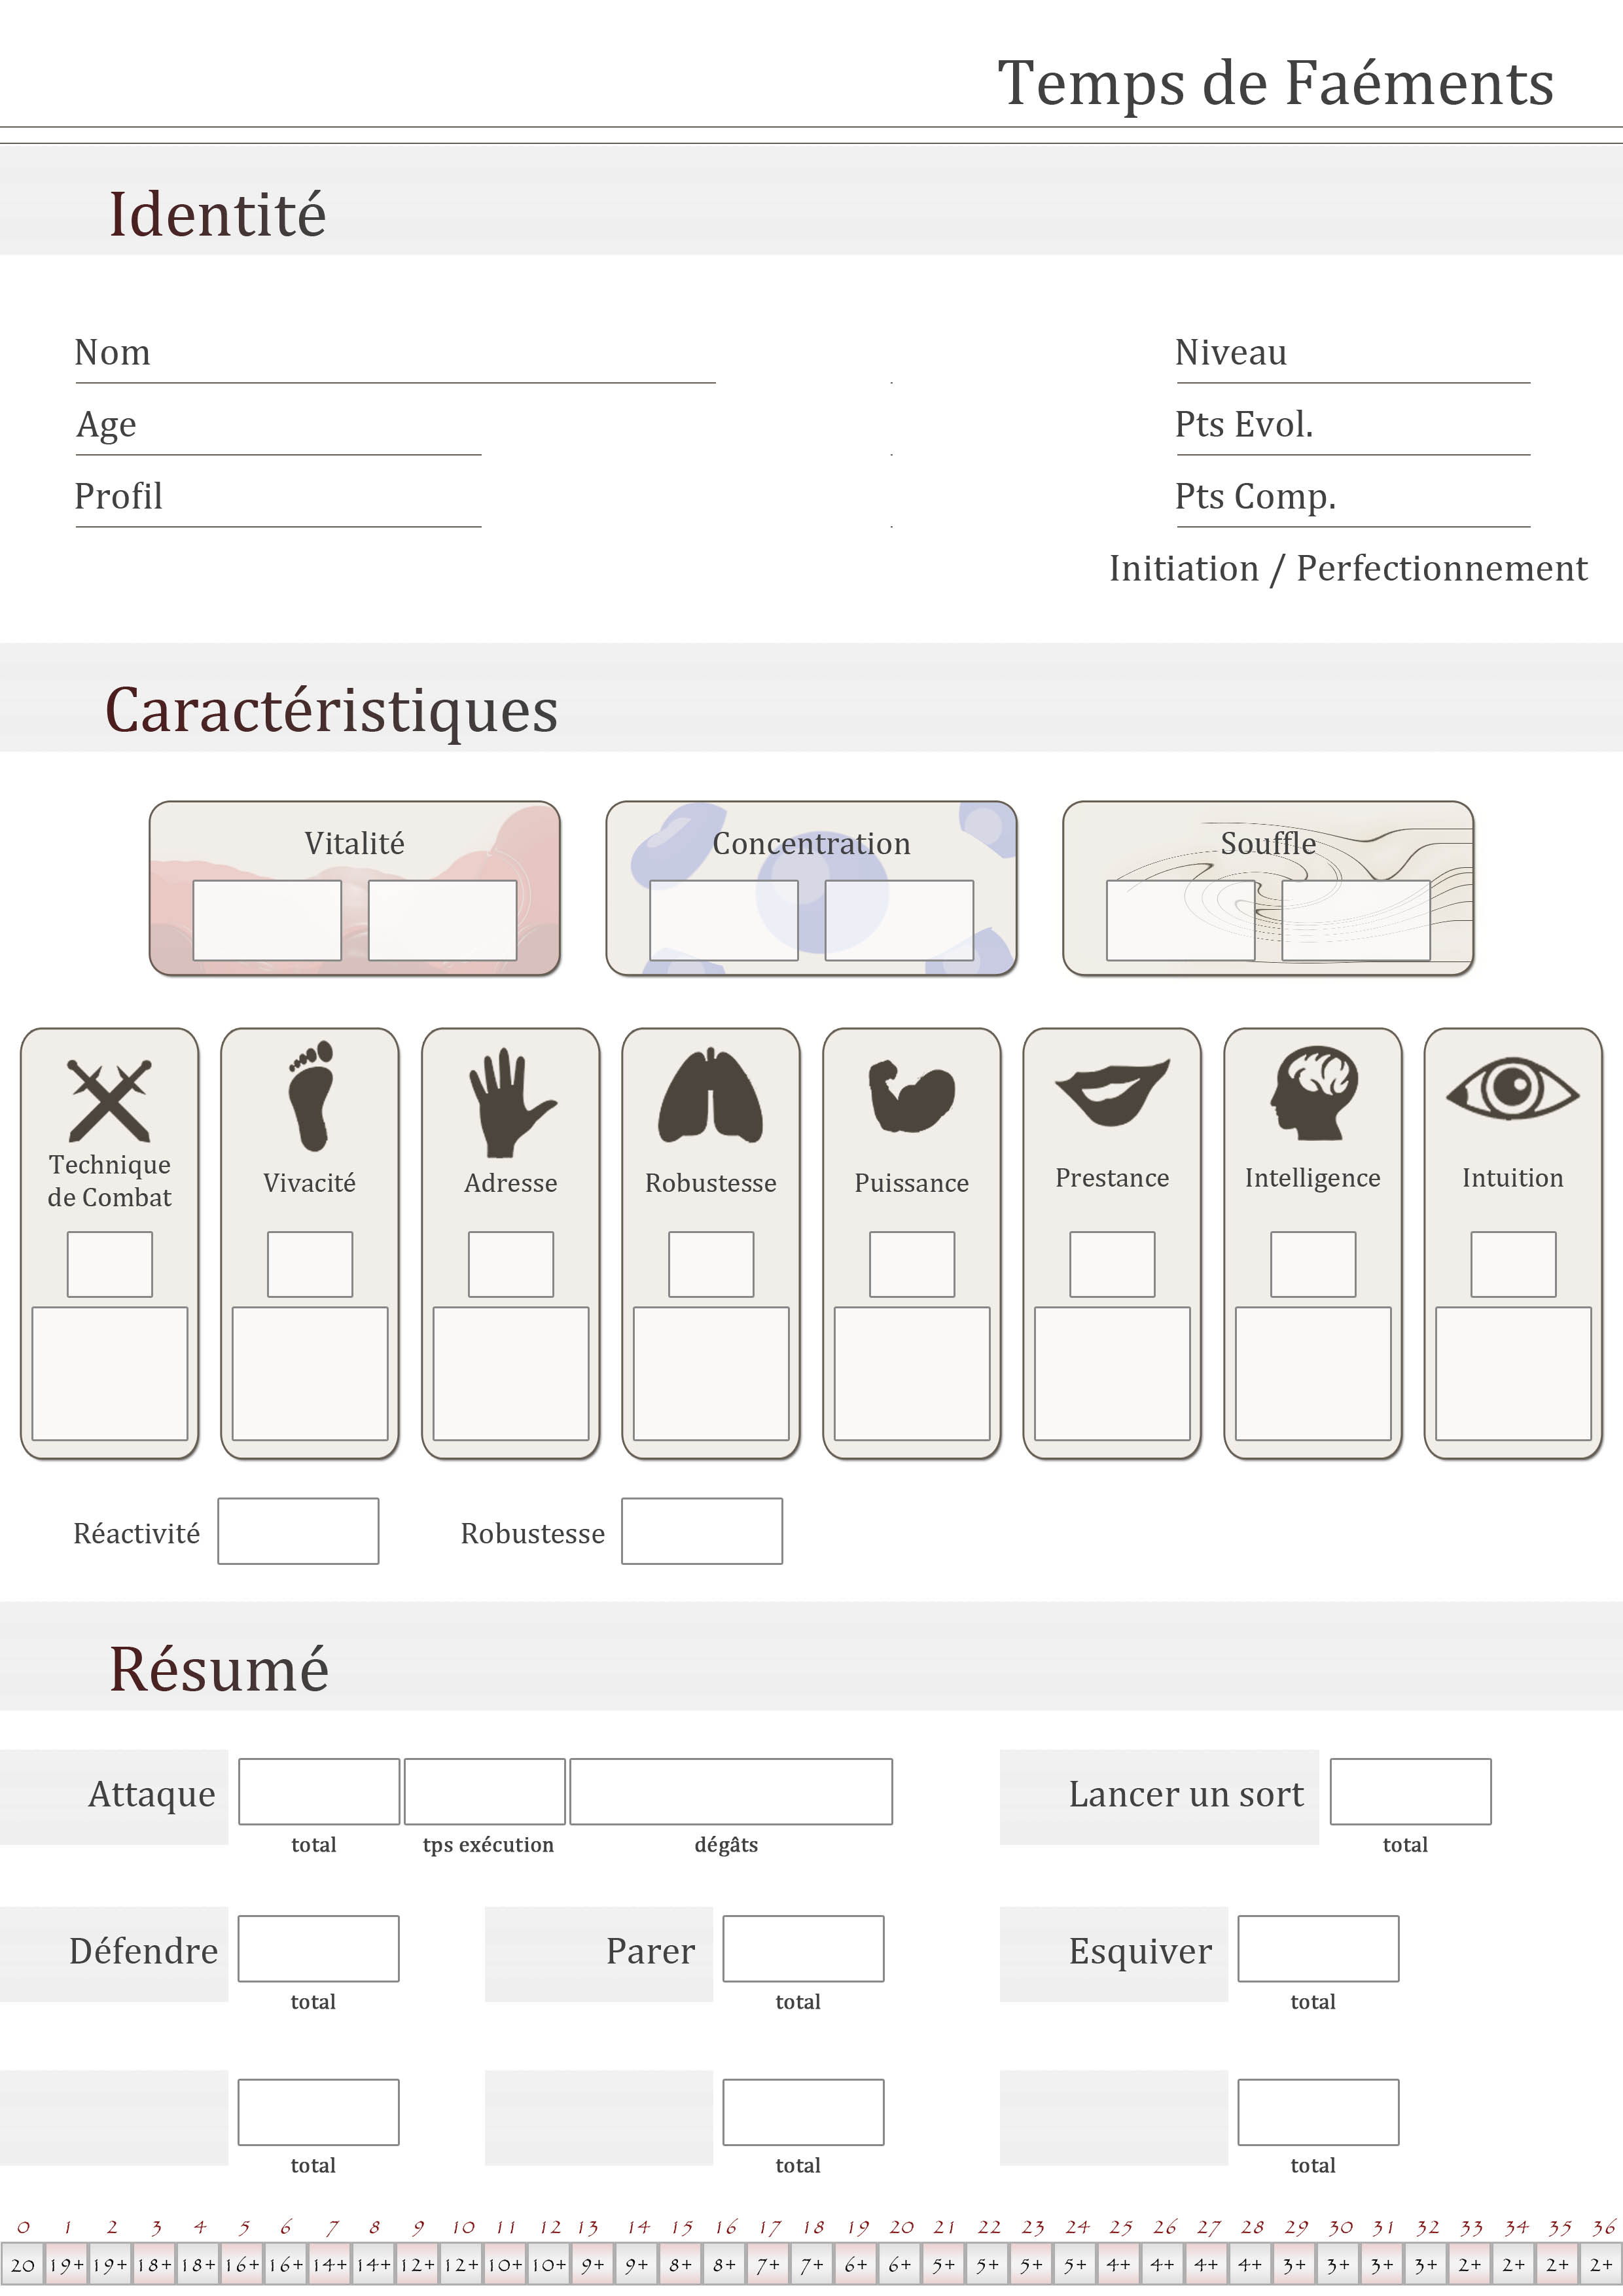 Temps de Faéments
Identité
Nom
Niveau
Age
Pts Evol.
Profil
Pts Comp.
Initiation / Perfectionnement
Caractéristiques
Vitalité
Concentration
Souffle
Technique
de Combat
Vivacité
Adresse
Robustesse
Puissance
Prestance
Intelligence
Intuition
Réactivité
Robustesse
Résumé
Attaque
total
tps exécution
dégâts
Lancer un sort
total
Défendre
total
Parer
total
Esquiver
total
total
total
total
0 1 2 3 4 5 6 7 8 9 10 11 12 13 14 15 16 17 18 19 20 21 22 23 24 25 26 27 28 29 30 31 32 33 34 35 36
20 19+ 19+ 18+ 18+ 16+ 16+ 14+ 14+ 12+ 12+ 10+ 10+ 9+ 9+ 8+ 8+ 7+ 7+ 6+ 6+ 5+ 5+ 5+ 5+ 4+ 4+ 4+ 4+ 3+ 3+ 3+ 3+ 2+ 2+ 2+ 2+